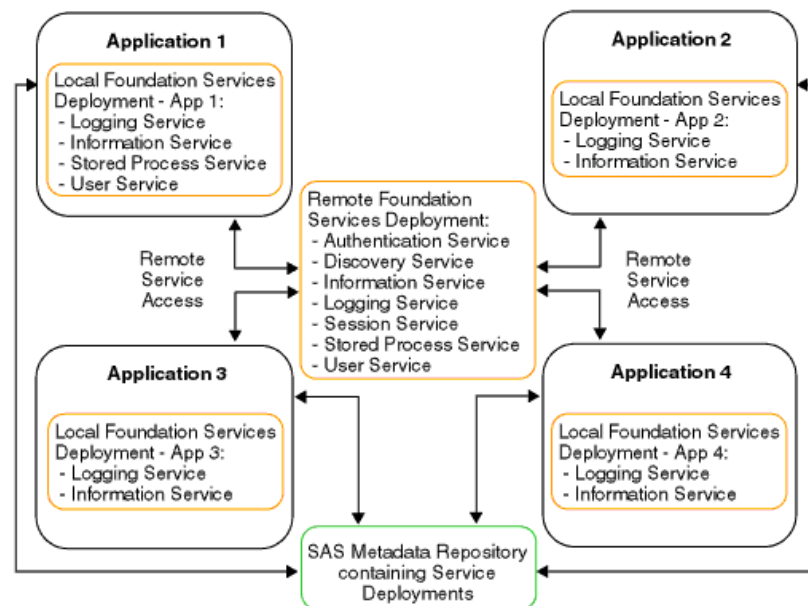 Application 1
Local Foundation Services
Deployment - App 1:
- Logging Service
- Information Service
- Stored Process Service
- User Service
Application 2
Local Foundation Services
Deployment - App 2:
- Logging Service
- Information Service
Remote Foundation
Services Deployment:
- Authentication Service
- Discovery Service
- Information Service
- Logging Service
- Session Service
- Stored Process Service
- User Service
Remote
Service
Access
Remote
Service
Access
Application 3
Local Foundation Services
Deployment - App 3:
- Logging Service
- Information Service
Application 4
Local Foundation Services
Deployment - App 4:
- Logging Service
- Information Service
SAS Metadata Repository
containing Service
Deployments